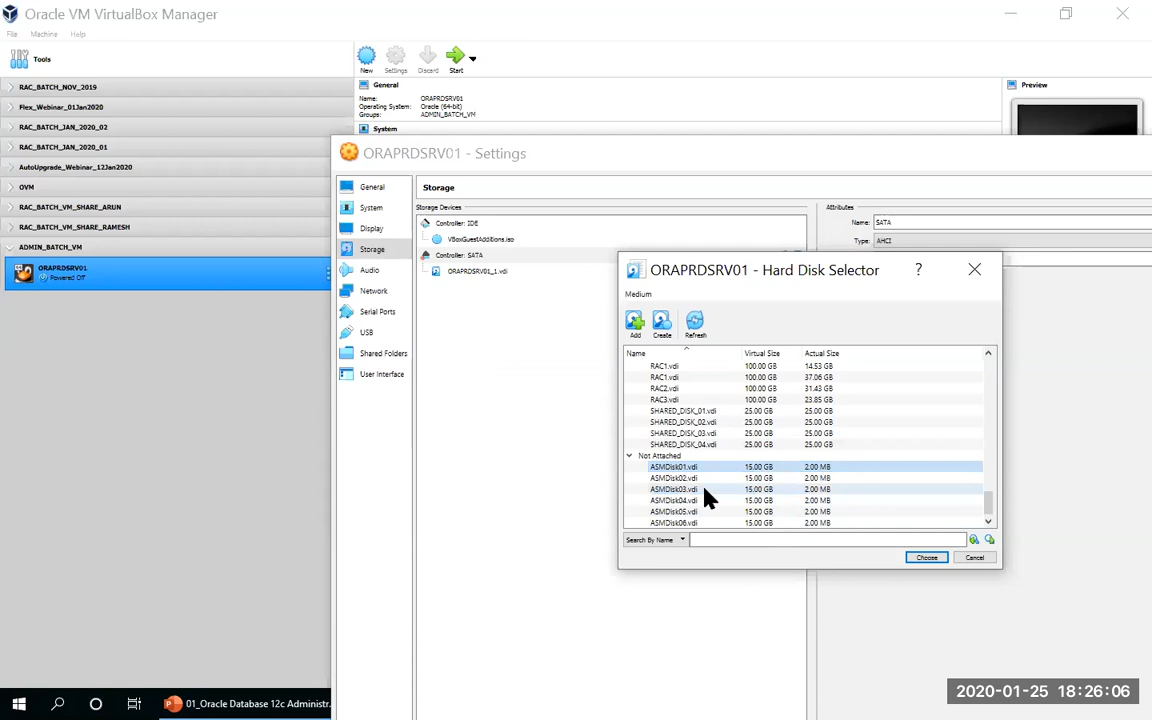 Oracle VM VirtualBox Manager
File Machine Help
Tools
RAC_BATCH_NOV_2019
Flex_Webinar_01Jan2020
RAC_BATCH_JAN_2020_02
RAC_BATCH_JAN_2020_01
AutoUpgrade_Webinar_12Jan2020
OVM
RAC_BATCH_VM_SHARE_ARUN
RAC_BATCH_VM_SHARE_RAMESH
ADMIN_BATCH_VM
ORAPRDSRV01
Powered Off
New Settings Discard Start
General
Name: ORAPRDSRV01
Operating System: Oracle (64-bit)
Groups: ADMIN_BATCH_VM
System
Preview
ORAPRDSRV01 - Settings
General
System
Display
Storage
Audio
Network
Serial Ports
USB
Shared Folders
User Interface
Storage
Storage Devices
Controller: IDE
VBoxGuestAdditions.iso
Controller: SATA
ORAPRDSRV01_1.vdi
Attributes
Name: SATA
Type: AHCI
ORAPRDSRV01 - Hard Disk Selector ?
Medium
Add Create Refresh
Name Virtual Size Actual Size
RAC1.vdi 100.00 GB 14.53 GB
RAC1.vdi 100.00 GB 37.06 GB
RAC2.vdi 100.00 GB 31.43 GB
RAC3.vdi 100.00 GB 23.85 GB
SHARED_DISK_01.vdi 25.00 GB 25.00 GB
SHARED_DISK_02.vdi 25.00 GB 25.00 GB
SHARED_DISK_03.vdi 25.00 GB 25.00 GB
SHARED_DISK_04.vdi 25.00 GB 25.00 GB
Not Attached
ASMDisk01.vdi 15.00 GB 2.00 MB
ASMDisk02.vdi 15.00 GB 2.00 MB
ASMDisk03.vdi 15.00 GB 2.00 MB
ASMDisk04.vdi 15.00 GB 2.00 MB
ASMDisk05.vdi 15.00 GB 2.00 MB
ASMDisk06.vdi 15.00 GB 2.00 MB
Search By Name
Choose Cancel
01_Oracle Database 12c Administr...
2020-01-25 18:26:06